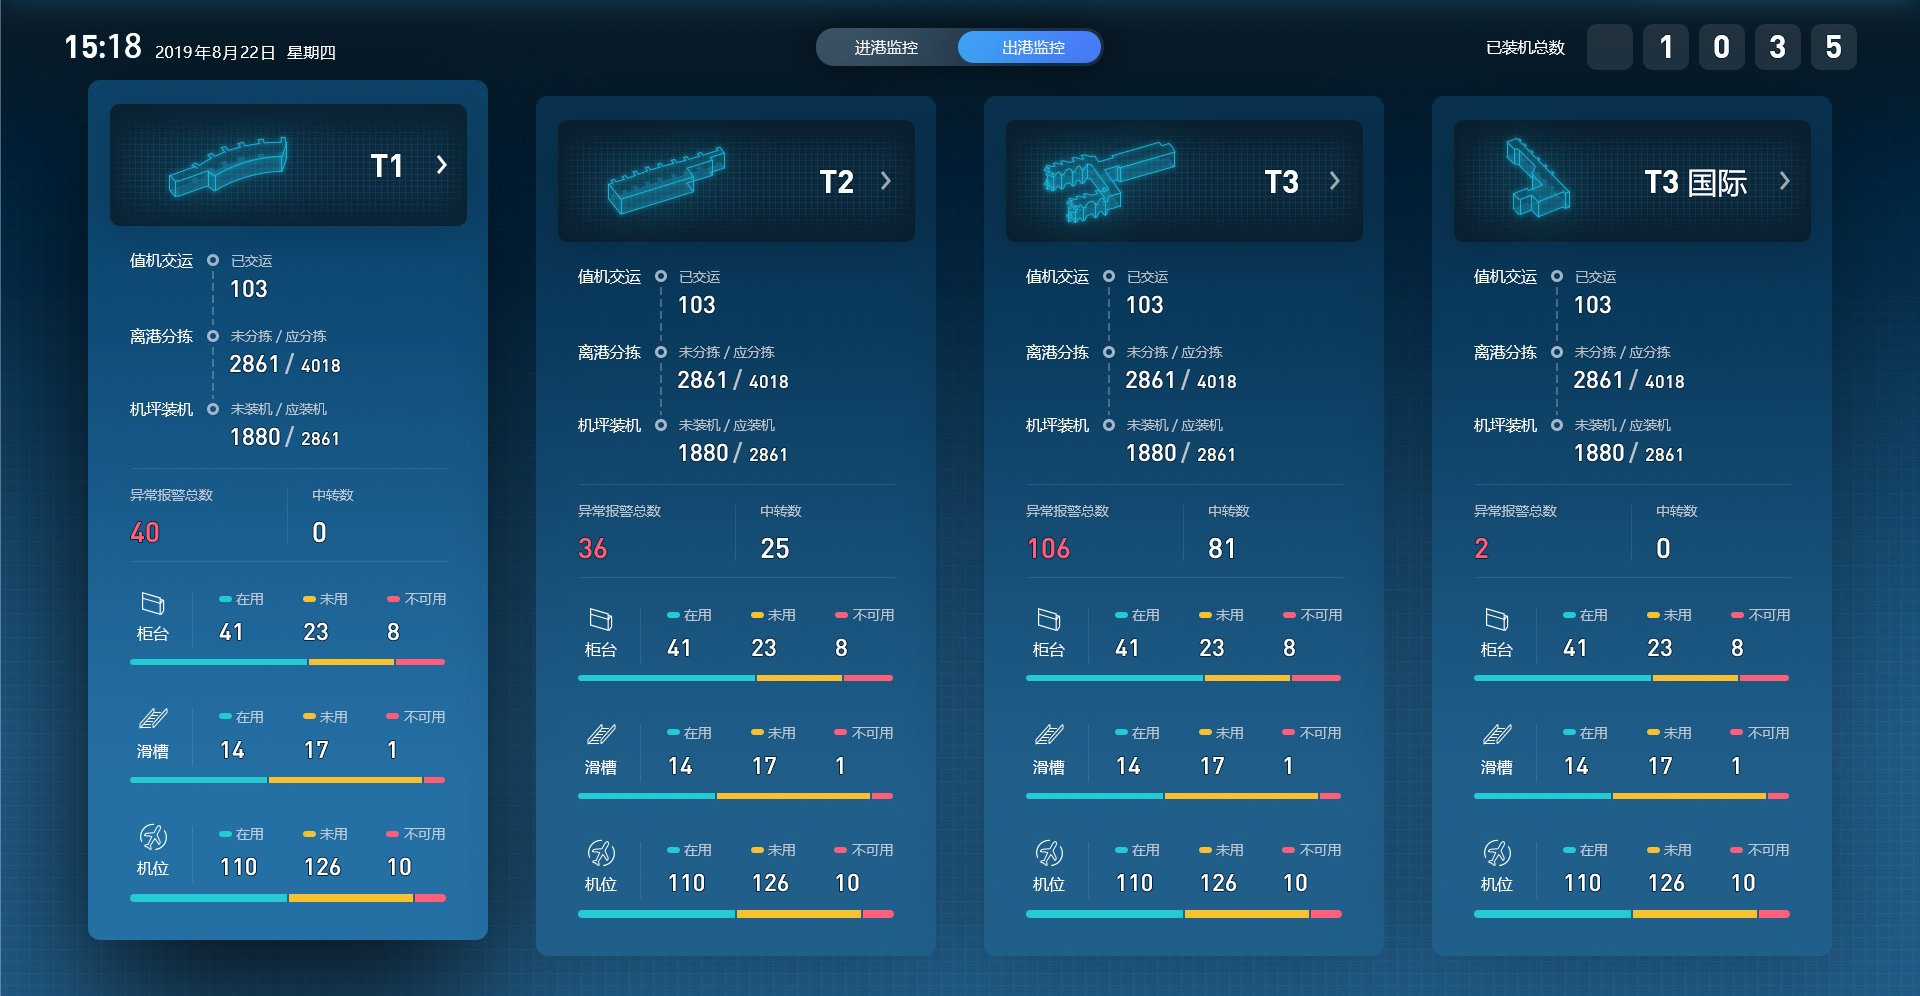 15:18 2019年8月22日 星期四
进港监控 出港监控
已装机总数 1 0 3 5
T1
值机交运 已交运
103
离港分拣 未分拣 / 应分拣
2861 / 4018
机坪装机 未装机 / 应装机
1880 / 2861
异常报警总数 中转数
40 0
在用 未用 不可用
柜台 41 23 8
在用 未用 不可用
滑槽 14 17 1
在用 未用 不可用
机位 110 126 10
T2
值机交运 已交运
103
离港分拣 未分拣 / 应分拣
2861 / 4018
机坪装机 未装机 / 应装机
1880 / 2861
异常报警总数 中转数
36 25
在用 未用 不可用
柜台 41 23 8
在用 未用 不可用
滑槽 14 17 1
在用 未用 不可用
机位 110 126 10
T3
值机交运 已交运
103
离港分拣 未分拣 / 应分拣
2861 / 4018
机坪装机 未装机 / 应装机
1880 / 2861
异常报警总数 中转数
106 81
在用 未用 不可用
柜台 41 23 8
在用 未用 不可用
滑槽 14 17 1
在用 未用 不可用
机位 110 126 10
T3 国际
值机交运 已交运
103
离港分拣 未分拣 / 应分拣
2861 / 4018
机坪装机 未装机 / 应装机
1880 / 2861
异常报警总数 中转数
2 0
在用 未用 不可用
柜台 41 23 8
在用 未用 不可用
滑槽 14 17 1
在用 未用 不可用
机位 110 126 10